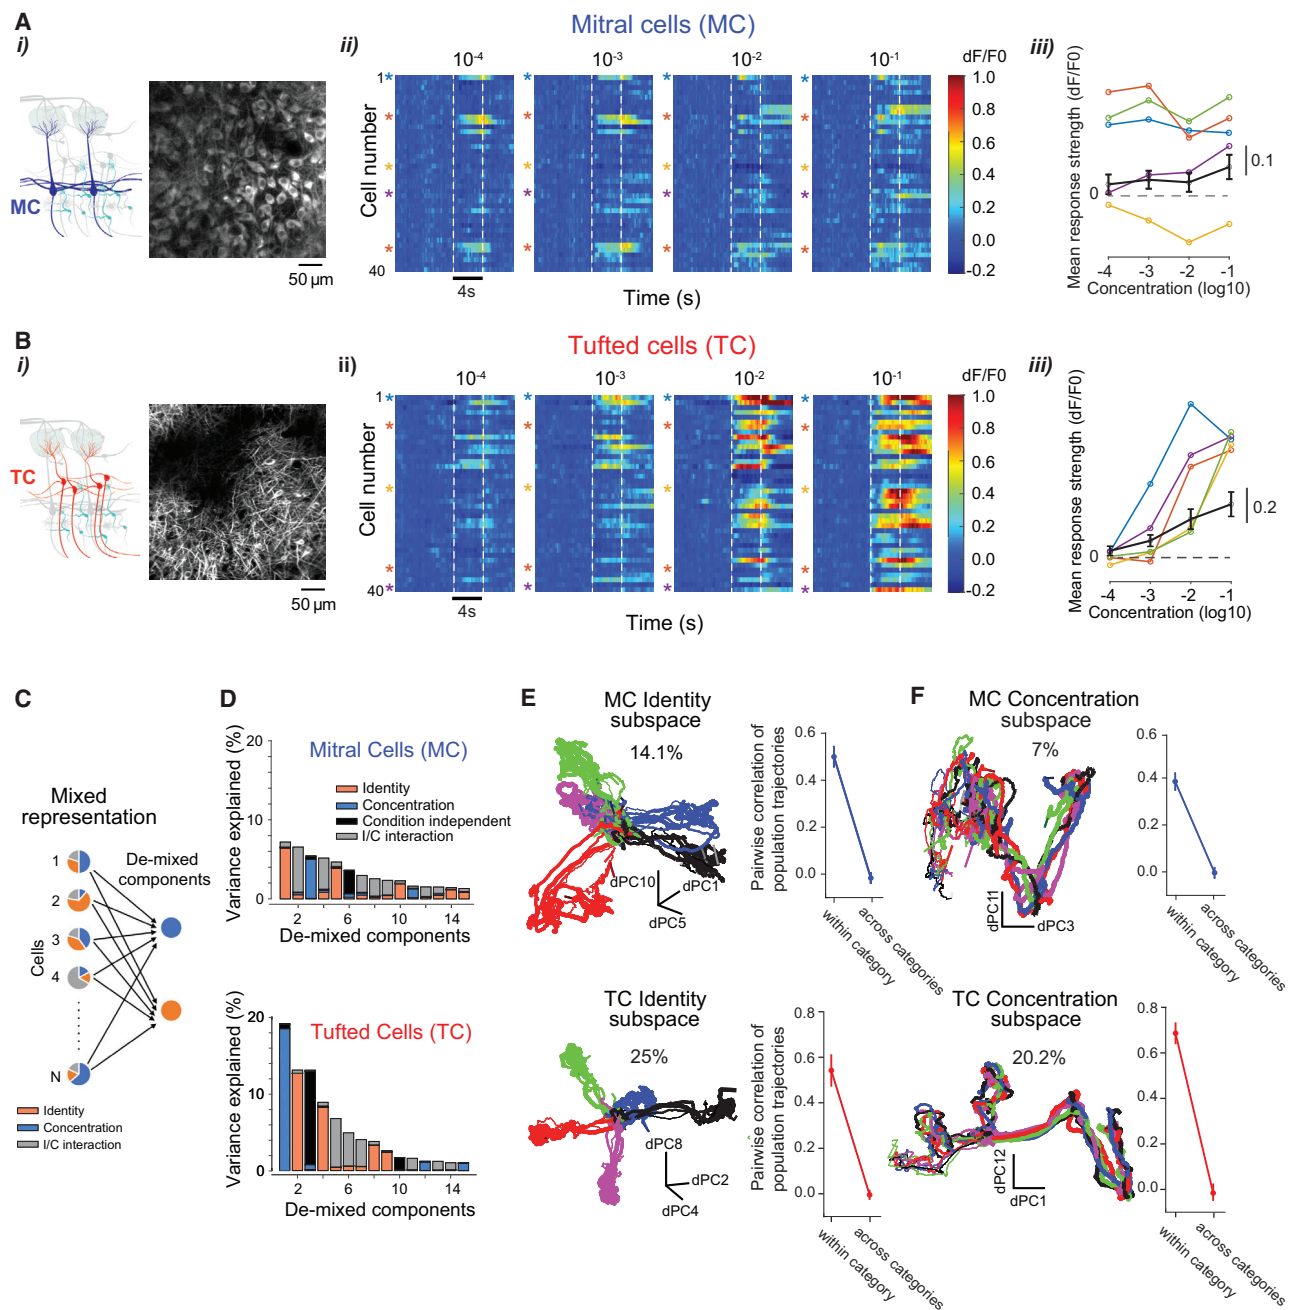 A
i)
MC
50 µm
ii)
Mitral cells (MC)
10-4
10-3
10-2
10-1
dF/F0
1
*
*
*
*
*
Cell number
40
4s
Time (s)
1.0
0.8
0.6
0.4
0.2
0.0
-0.2
iii)
Mean response strength (dF/F0)
0
0.1
-4
-3
-2
-1
Concentration (log10)
B
i)
TC
50 µm
ii)
Tufted cells (TC)
10-4
10-3
10-2
10-1
dF/F0
1
*
*
*
*
*
Cell number
40
4s
Time (s)
1.0
0.8
0.6
0.4
0.2
0.0
-0.2
iii)
Mean response strength (dF/F0)
0
0.2
-4
-3
-2
-1
Concentration (log10)
C
Mixed
representation
De-mixed
components
Cells
1
2
3
4
N
Identity
Concentration
I/C interaction
D
Mitral Cells (MC)
Variance explained (%)
20
10
0
Identity
Concentration
Condition independent
I/C interaction
2
6
10
14
De-mixed components
Tufted Cells (TC)
Variance explained (%)
20
10
0
2
6
10
14
De-mixed components
E
MC Identity
subspace
14.1%
dPC10
dPC1
dPC5
Pairwise correlation of
population trajectories
0.6
0.4
0.2
0.0
within category
across categories
TC Identity
subspace
25%
dPC8
dPC2
dPC4
Pairwise correlation of
population trajectories
0.8
0.6
0.4
0.2
0.0
within category
across categories
F
MC Concentration
subspace
7%
dPC11
dPC3
0.6
0.4
0.2
0.0
within category
across categories
TC Concentration
subspace
20.2%
dPC12
dPC1
0.8
0.6
0.4
0.2
0.0
within category
across categories